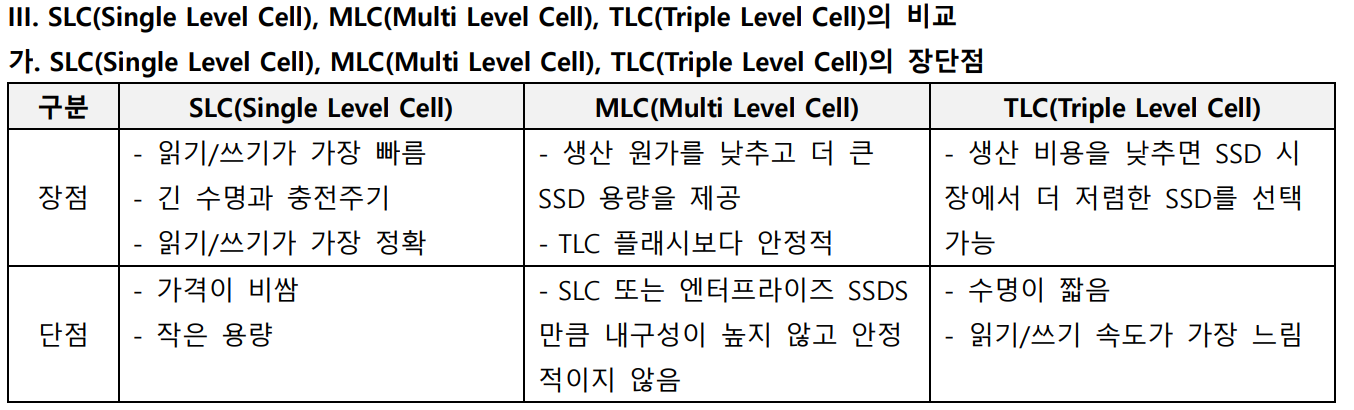 III. SLC(Single Level Cell), MLC(Multi Level Cell), TLC(Triple Level Cell)의 비교
가. SLC(Single Level Cell), MLC(Multi Level Cell), TLC(Triple Level Cell)의 장단점
구분
SLC(Single Level Cell)
MLC(Multi Level Cell)
TLC(Triple Level Cell)
장점
- 읽기/쓰기가 가장 빠름
- 긴 수명과 충전주기
- 읽기/쓰기가 가장 정확
- 생산 원가를 낮추고 더 큰
SSD 용량을 제공
- TLC 플래시보다 안정적
- 생산 비용을 낮추면 SSD 시
장에서 더 저렴한 SSD를 선택
가능
단점
- 가격이 비쌈
- 작은 용량
- SLC 또는 엔터프라이즈 SSDS
만큼 내구성이 높지 않고 안정
적이지 않음
- 수명이 짧음
- 읽기/쓰기 속도가 가장 느림